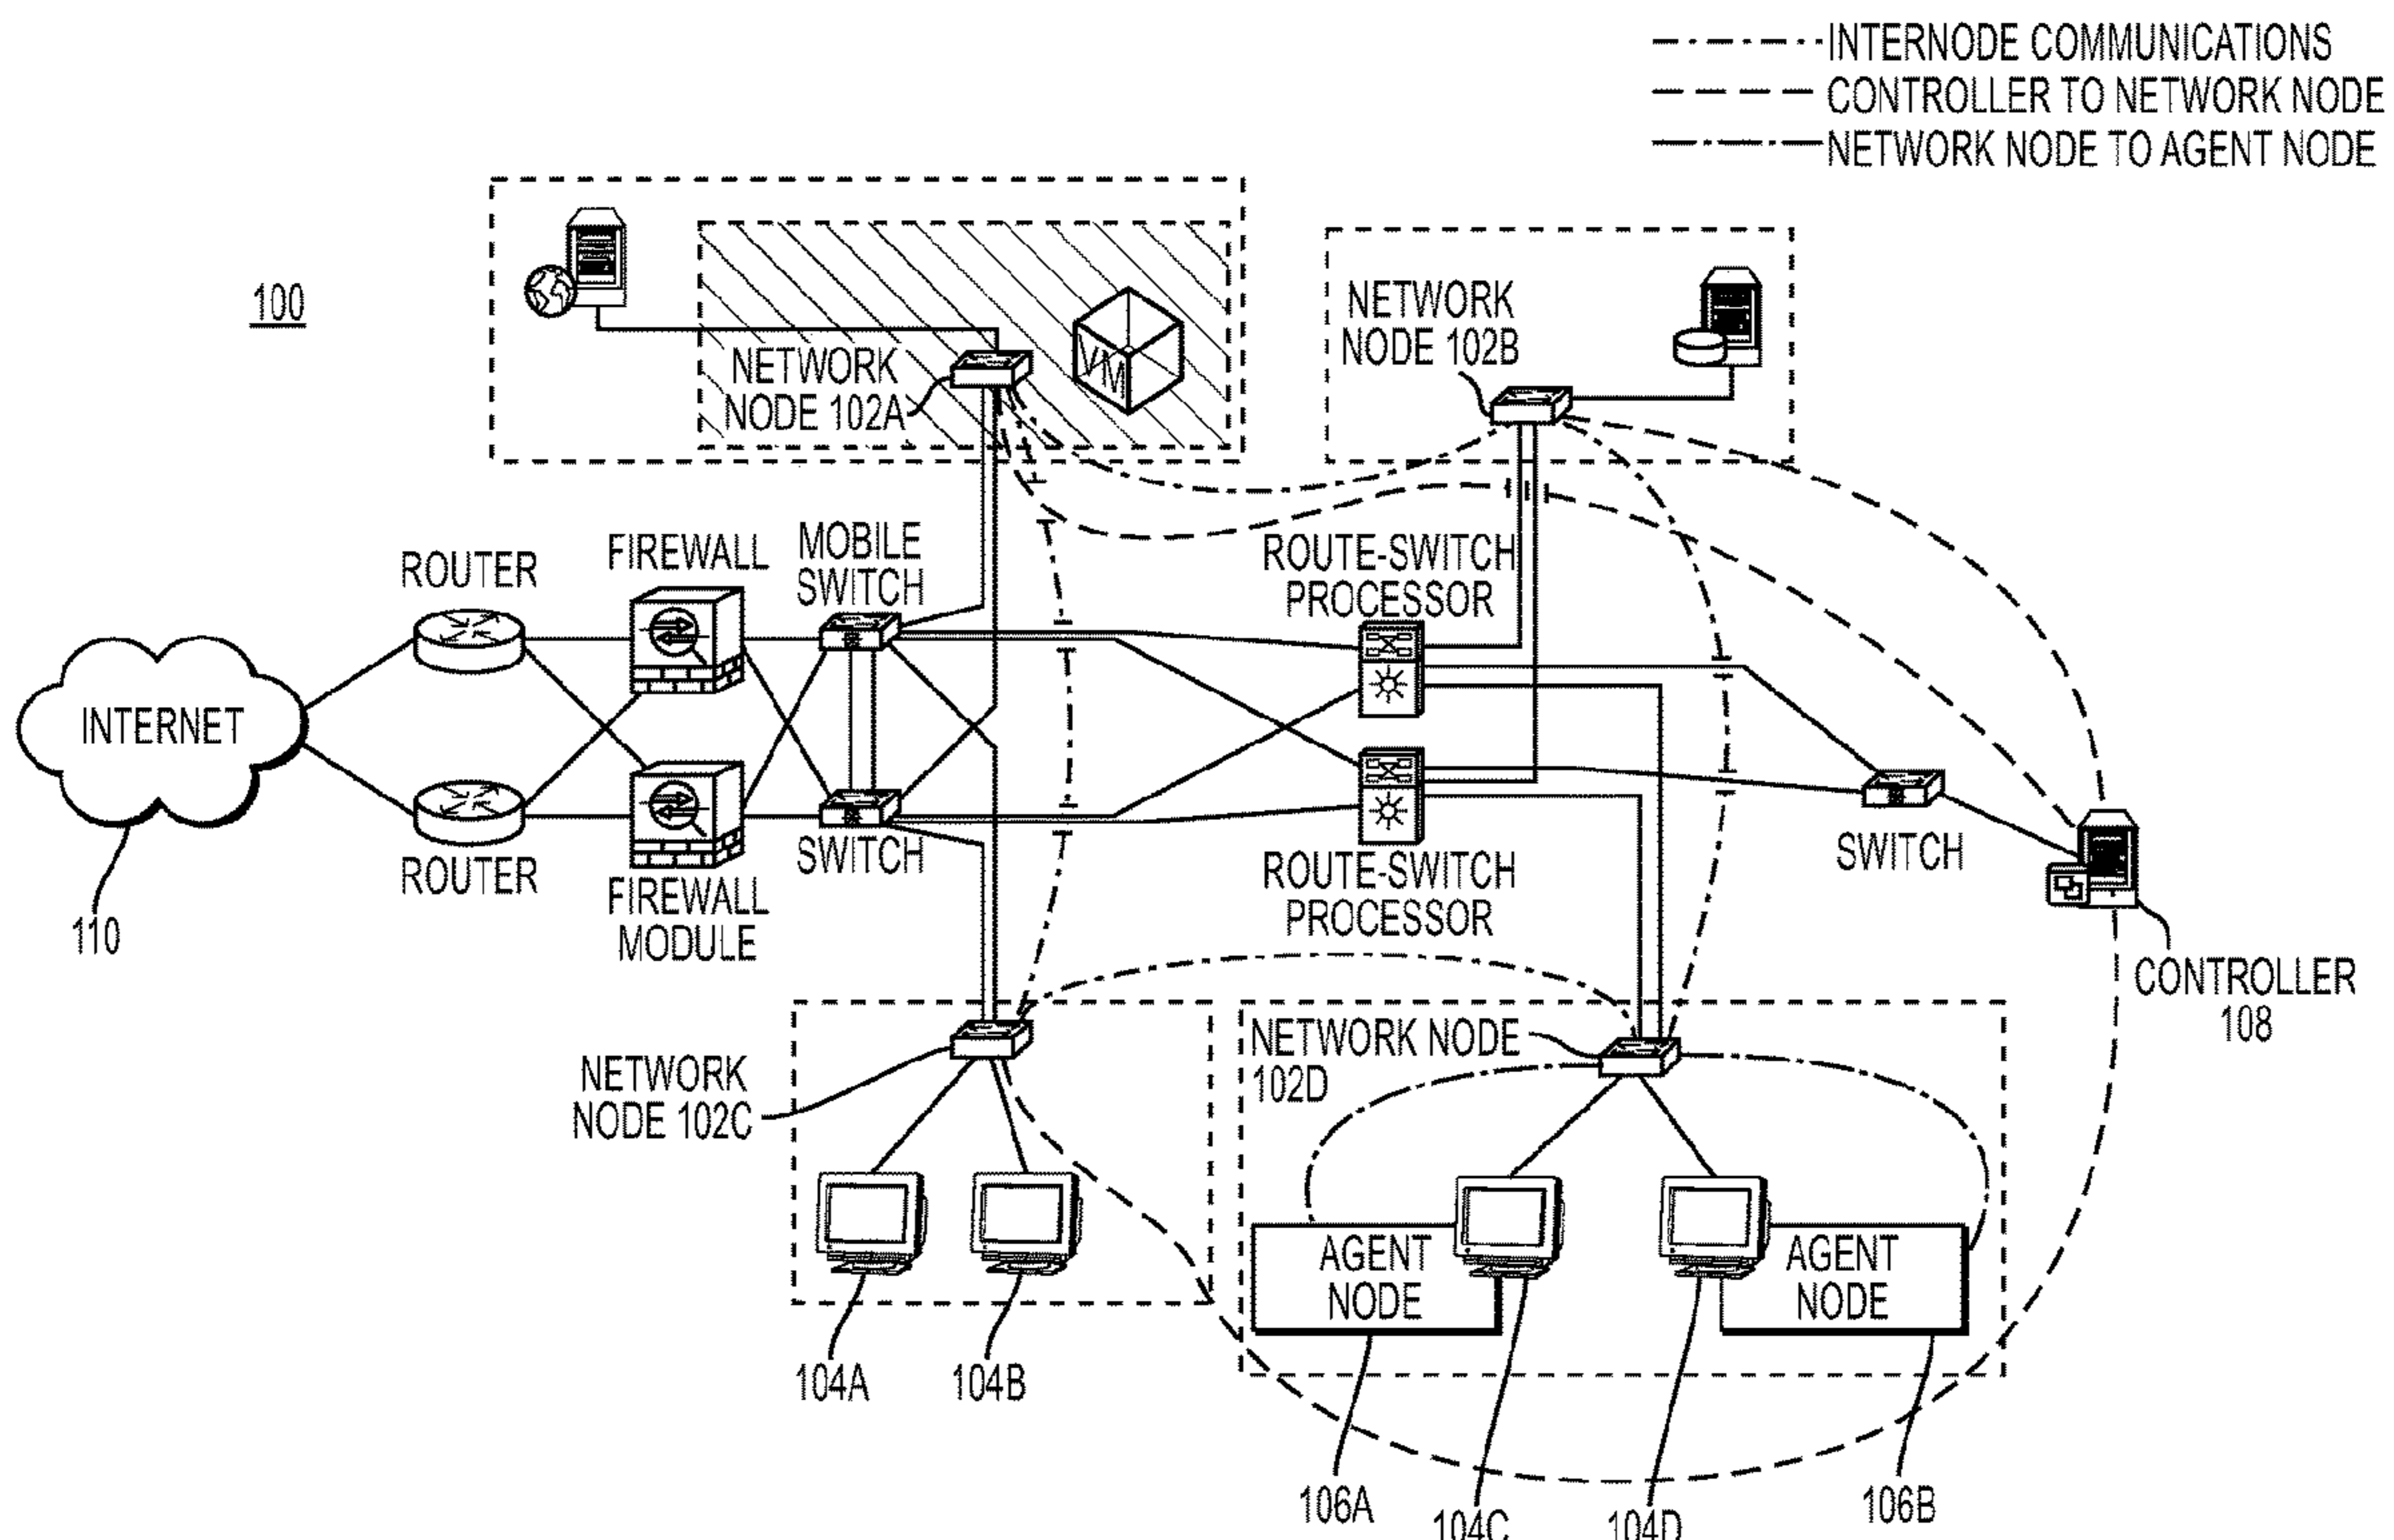 INTERNODE COMMUNICATIONS
CONTROLLER TO NETWORK NODE
NETWORK NODE TO AGENT NODE
100
NETWORK
NODE 102A
VM
NETWORK
NODE 102B
ROUTER
FIREWALL
MOBILE
SWITCH
ROUTE-SWITCH
PROCESSOR
INTERNET
110
ROUTER
FIREWALL
MODULE
SWITCH
ROUTE-SWITCH
PROCESSOR
SWITCH
CONTROLLER
108
NETWORK
NODE 102C
NETWORK NODE
102D
AGENT
NODE
AGENT
NODE
104A
104B
106A
104C
104D
106B